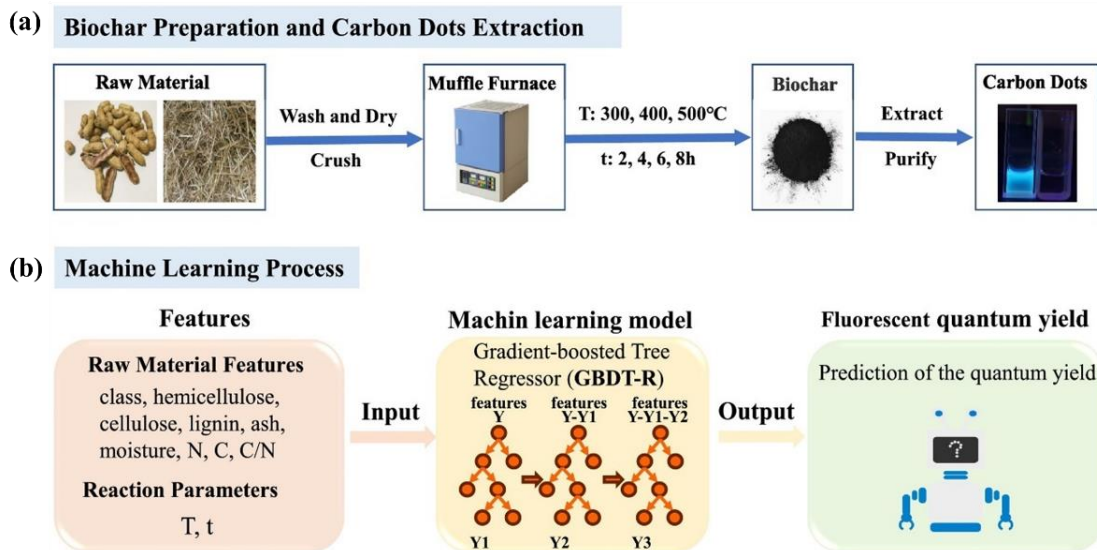 (a) Biochar Preparation and Carbon Dots Extraction
Raw Material
Wash and Dry
Crush
Muffle Furnace
T: 300, 400, 500℃
t: 2, 4, 6, 8h
Biochar
Extract
Purify
Carbon Dots
(b) Machine Learning Process
Features
Raw Material Features
class, hemicellulose,
cellulose, lignin, ash,
moisture, N, C, C/N
Reaction Parameters
T, t
Input
Machin learning model
Gradient-boosted Tree
Regressor (GBDT-R)
features features features
Y Y-Y1 Y-Y1-Y2
Y1 Y2 Y3
Output
Fluorescent quantum yield
Prediction of the quantum yield
?